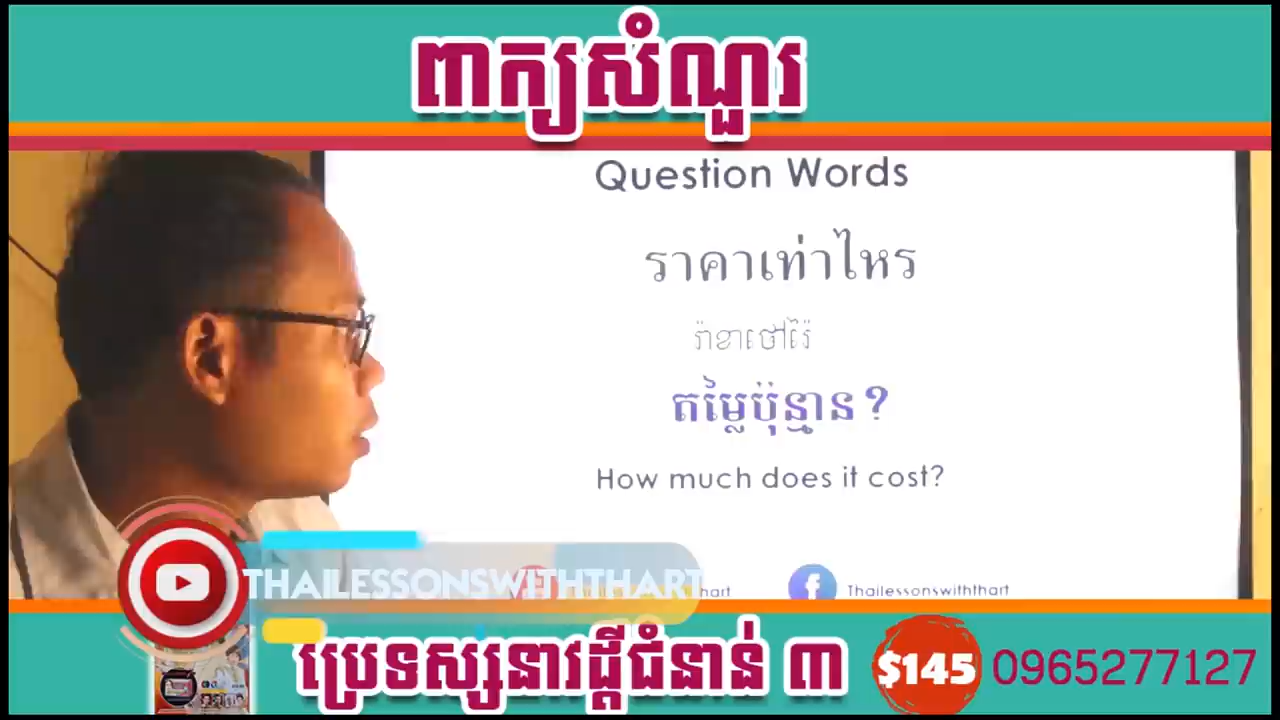 ពាក្យសំណួរ
Question Words
ราคาเท่าไหร
រ៉ាខាថៅរ៉ៃ
តម្លៃប៉ុន្មាន?
How much does it cost?
THAILESSONSWITHTHART
hart
Thailessonswiththart
ប្រេទស្សនាវដ្ដីជំនាន់ ៣
$145
0965277127